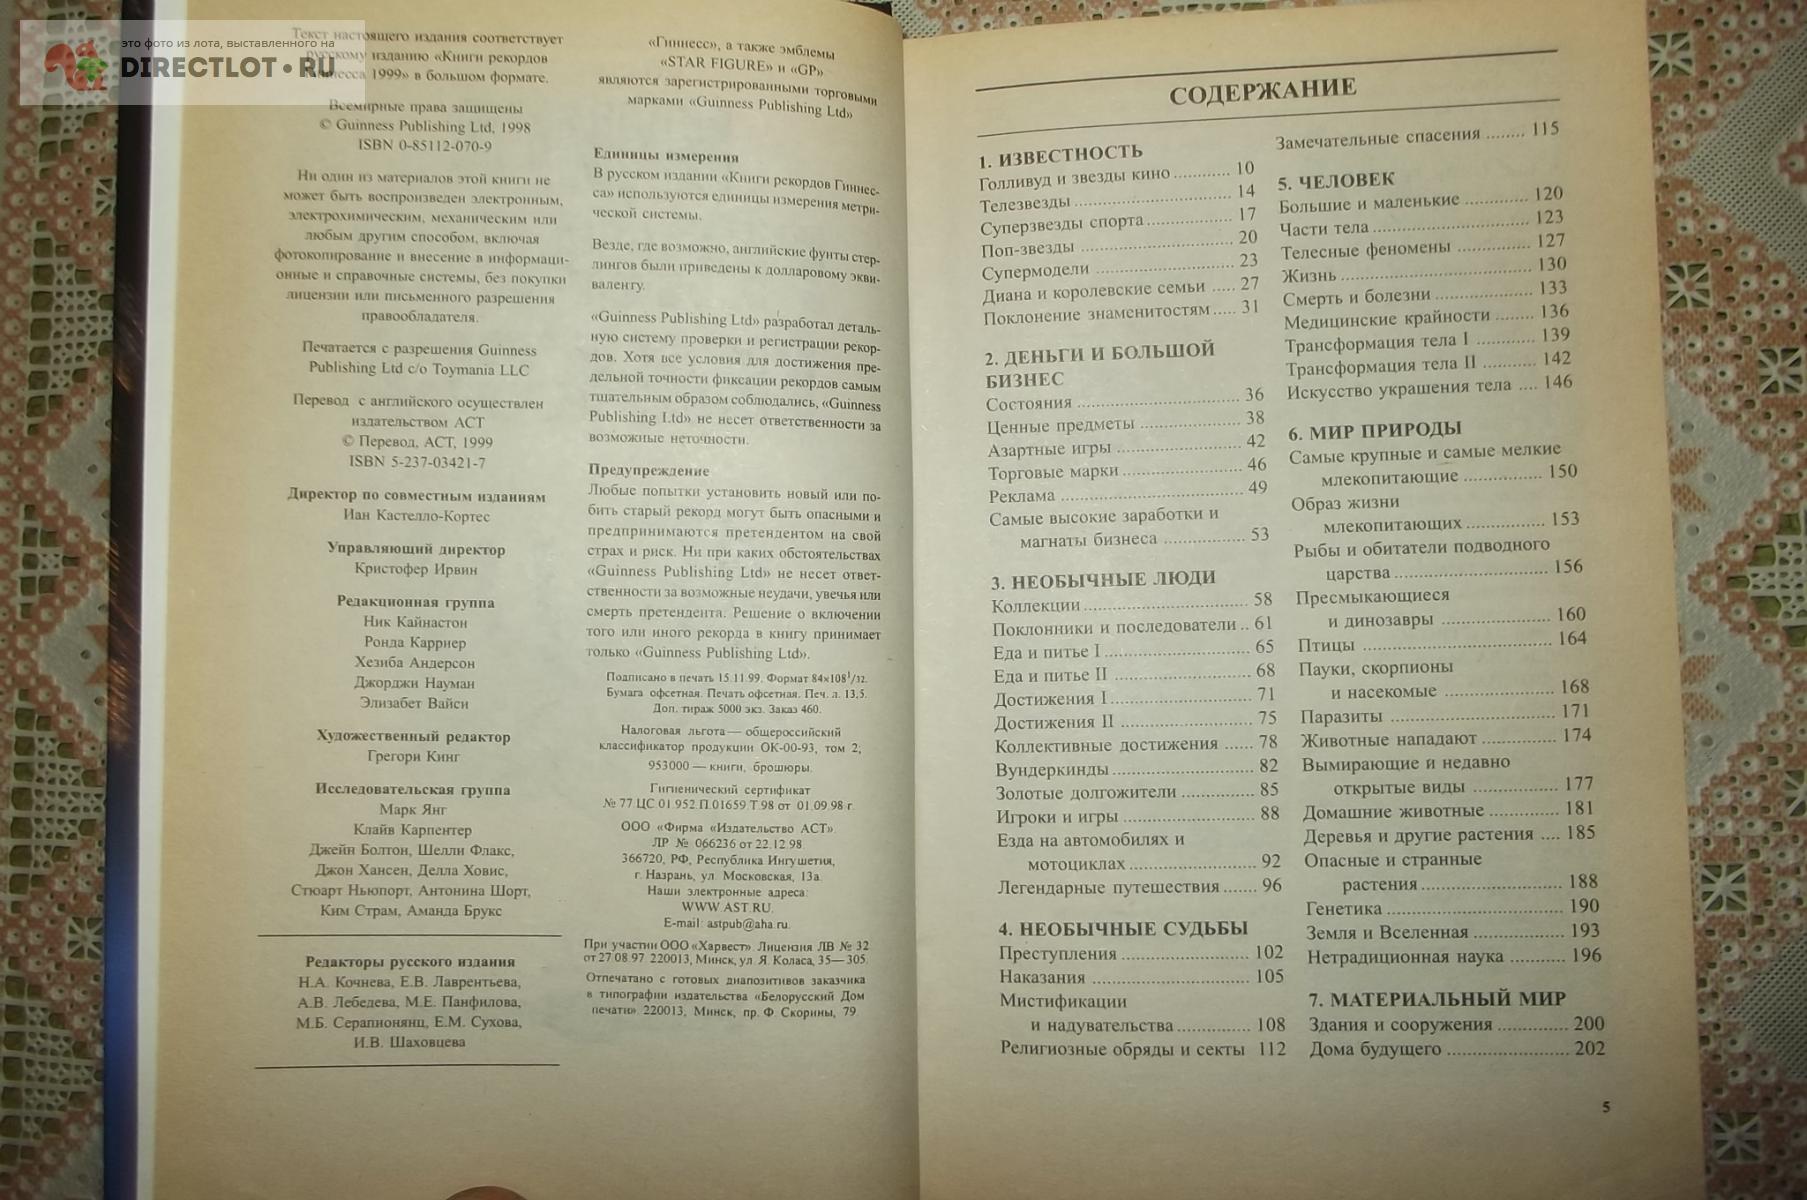 это фото из лота, выставленного на
DIRECTLOT.RU
Текст настоящего издания соответствует
русскому изданию «Книги рекордов
Гиннесса 1999» в большом формате.
Всемирные права защищены
© Guinness Publishing Ltd, 1998
ISBN 0-85112-070-9
Ни один из материалов этой книги не
может быть воспроизведен электронным,
электрохимическим, механическим или
любым другим способом, включая
фотокопирование и внесение в информаци-
онные и справочные системы, без покупки
лицензии или письменного разрешения
правообладателя.
Печатается с разрешения Guinness
Publishing Ltd c/o Toymania LLC
Перевод с английского осуществлен
издательством АСТ
© Перевод, АСТ, 1999
ISBN 5-237-03421-7
Директор по совместным изданиям
Иан Кастелло-Кортес
Управляющий директор
Кристофер Ирвин
Редакционная группа
Ник Кайнастон
Ронда Карриер
Хезиба Андерсон
Джорджи Науман
Элизабет Вайси
Художественный редактор
Грегори Кинг
Исследовательская группа
Марк Янг
Клайв Карпентер
Джейн Болтон, Шелли Флакс,
Джон Хансен, Делла Ховис,
Стюарт Ньюпорт, Антонина Шорт,
Ким Страм, Аманда Брукс
Редакторы русского издания
Н.А. Кочнева, Е.В. Лаврентьева,
А.В. Лебедева, М.Е. Панфилова,
М.Б. Серапионянц, Е.М. Сухова,
И.В. Шаховцева
«Гиннесс», а также эмблемы
«STAR FIGURE» и «GP»
являются зарегистрированными торговыми
марками «Guinness Publishing Ltd»
Единицы измерения
В русском издании «Книги рекордов Гиннес-
са» используются единицы измерения метри-
ческой системы.
Везде, где возможно, английские фунты стер-
лингов были приведены к долларовому экви-
валенту.
«Guinness Publishing Ltd» разработал деталь-
ную систему проверки и регистрации рекор-
дов. Хотя все условия для достижения пре-
дельной точности фиксации рекордов самым
тщательным образом соблюдались, «Guinness
Publishing Ltd» не несет ответственности за
возможные неточности.
Предупреждение
Любые попытки установить новый или по-
бить старый рекорд могут быть опасными и
предпринимаются претендентом на свой
страх и риск. Ни при каких обстоятельствах
«Guinness Publishing Ltd» не несет ответ-
ственности за возможные неудачи, увечья или
смерть претендента. Решение о включении
того или иного рекорда в книгу принимает
только «Guinness Publishing Ltd».
Подписано в печать 15.11.99. Формат 84×108¹/₃₂.
Бумага офсетная. Печать офсетная. Печ. л. 13,5.
Доп. тираж 5000 экз. Заказ 460.
Налоговая льгота — общероссийский
классификатор продукции ОК-00-93, том 2;
953000 — книги, брошюры.
Гигиенический сертификат
№ 77.ЦС.01.952.П.01659.Т.98 от 01.09.98 г.
ООО «Фирма «Издательство АСТ».
ЛР № 066236 от 22.12.98.
366720, РФ, Республика Ингушетия,
г. Назрань, ул. Московская, 13а.
Наши электронные адреса:
WWW.AST.RU.
E-mail: astpub@aha.ru.
При участии ООО «Харвест». Лицензия ЛВ № 32
от 27.08.97. 220013, Минск, ул. Я. Коласа, 35—305.
Отпечатано с готовых диапозитивов заказчика
в типографии издательства «Белорусский Дом
печати». 220013, Минск, пр. Ф. Скорины, 79.
СОДЕРЖАНИЕ
1. ИЗВЕСТНОСТЬ
Голливуд и звезды кино ........... 10
Телезвезды ........... 14
Суперзвезды спорта ........... 17
Поп-звезды ........... 20
Супермодели ........... 23
Диана и королевские семьи ..... 27
Поклонение знаменитостям ..... 31
2. ДЕНЬГИ И БОЛЬШОЙ
БИЗНЕС
Состояния ........... 36
Ценные предметы ........... 38
Азартные игры ........... 42
Торговые марки ........... 46
Реклама ........... 49
Самые высокие заработки и
магнаты бизнеса ........... 53
3. НЕОБЫЧНЫЕ ЛЮДИ
Коллекции ........... 58
Поклонники и последователи .. 61
Еда и питье I ........... 65
Еда и питье II ........... 68
Достижения I ........... 71
Достижения II ........... 75
Коллективные достижения ...... 78
Вундеркинды ........... 82
Золотые долгожители ........... 85
Игроки и игры ........... 88
Езда на автомобилях и
мотоциклах ........... 92
Легендарные путешествия ....... 96
4. НЕОБЫЧНЫЕ СУДЬБЫ
Преступления ........... 102
Наказания ........... 105
Мистификации
и надувательства ........... 108
Религиозные обряды и секты 112
Замечательные спасения ........ 115
5. ЧЕЛОВЕК
Большие и маленькие ........... 120
Части тела ........... 123
Телесные феномены ........... 127
Жизнь ........... 130
Смерть и болезни ........... 133
Медицинские крайности ........ 136
Трансформация тела I ........... 139
Трансформация тела II ........... 142
Искусство украшения тела .... 146
6. МИР ПРИРОДЫ
Самые крупные и самые мелкие
млекопитающие ........... 150
Образ жизни
млекопитающих ........... 153
Рыбы и обитатели подводного
царства ........... 156
Пресмыкающиеся
и динозавры ........... 160
Птицы ........... 164
Пауки, скорпионы
и насекомые ........... 168
Паразиты ........... 171
Животные нападают ........... 174
Вымирающие и недавно
открытые виды ........... 177
Домашние животные ........... 181
Деревья и другие растения .... 185
Опасные и странные
растения ........... 188
Генетика ........... 190
Земля и Вселенная ........... 193
Нетрадиционная наука ........... 196
7. МАТЕРИАЛЬНЫЙ МИР
Здания и сооружения ........... 200
Дома будущего ........... 202
5